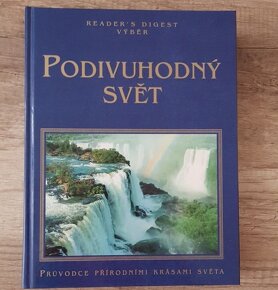 READER'S DIGEST
VÝBĚR
PODIVUHODNÝ
SVĚT
PRŮVODCE PŘÍRODNÍMI KRÁSAMI SVĚTA